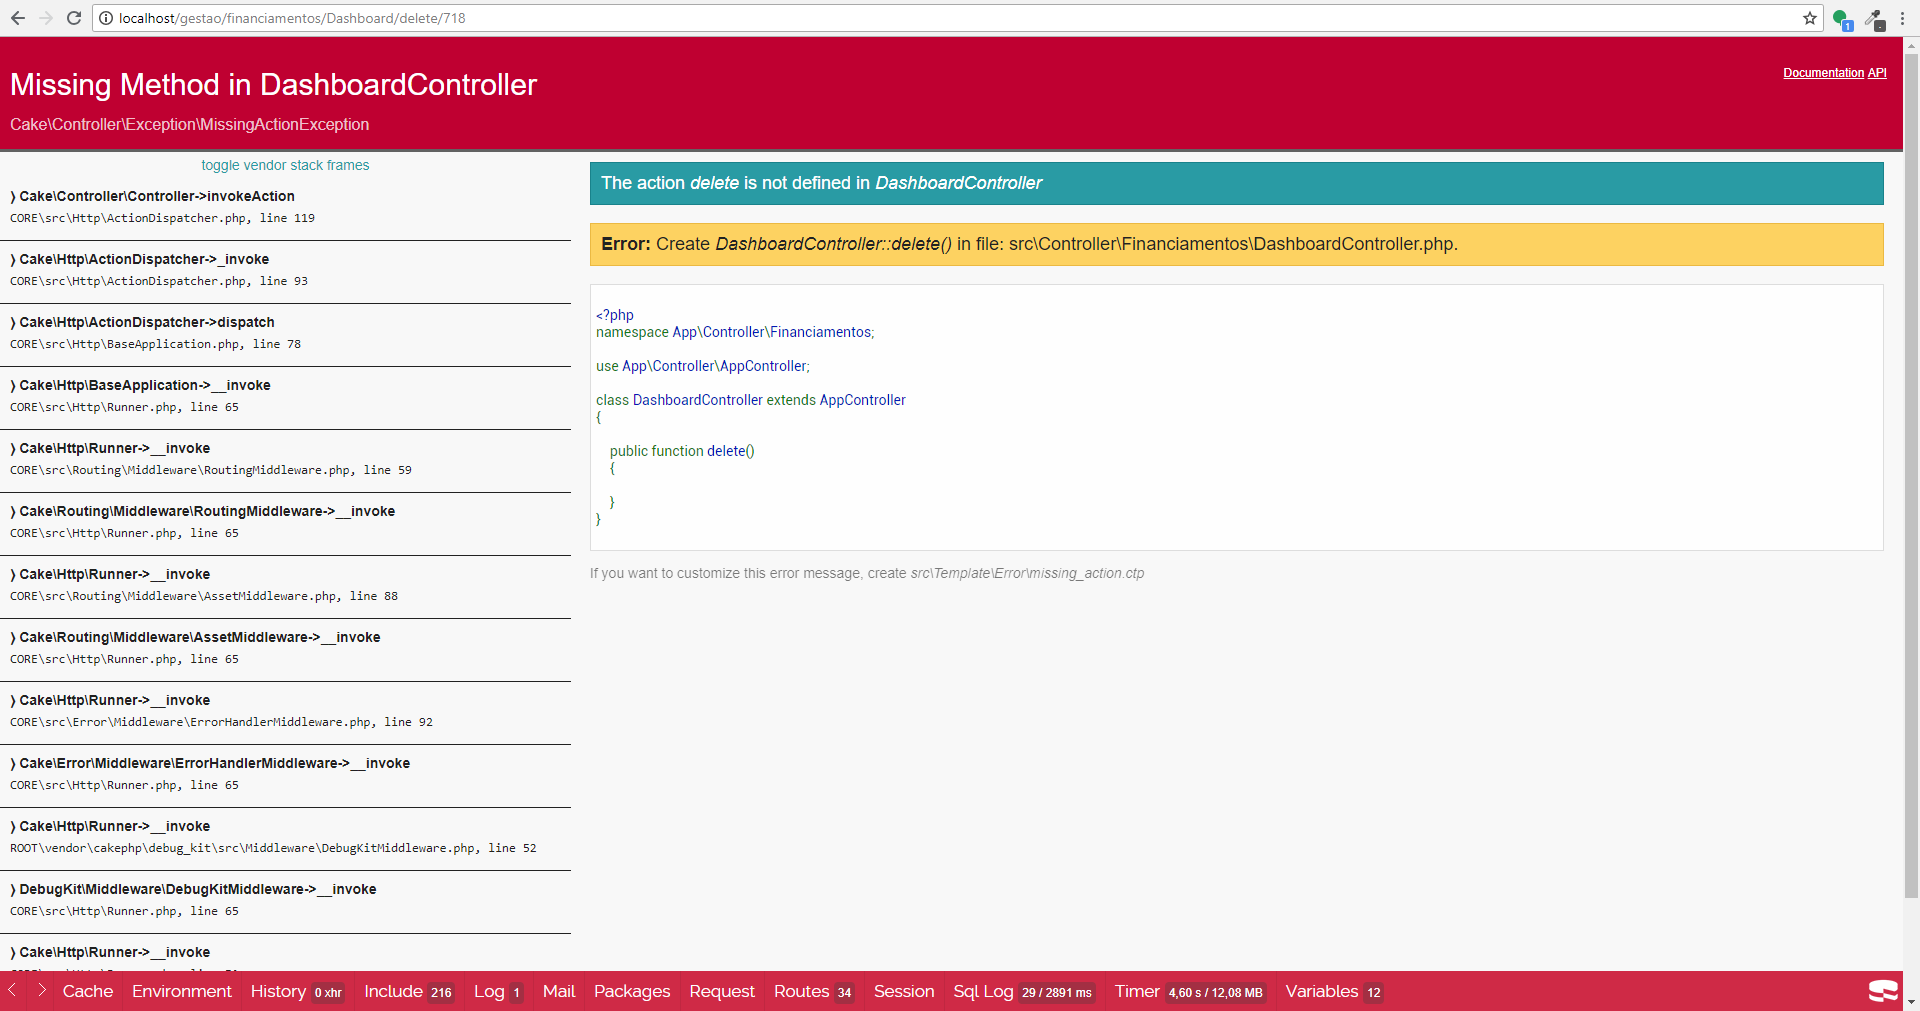 localhost/gestao/financiamentos/Dashboard/delete/718
1
Missing Method in DashboardController
Documentation API
Cake\Controller\Exception\MissingActionException
toggle vendor stack frames
⟩ Cake\Controller\Controller->invokeAction
CORE\src\Http\ActionDispatcher.php, line 119
⟩ Cake\Http\ActionDispatcher->_invoke
CORE\src\Http\ActionDispatcher.php, line 93
⟩ Cake\Http\ActionDispatcher->dispatch
CORE\src\Http\BaseApplication.php, line 78
⟩ Cake\Http\BaseApplication->__invoke
CORE\src\Http\Runner.php, line 65
⟩ Cake\Http\Runner->__invoke
CORE\src\Routing\Middleware\RoutingMiddleware.php, line 59
⟩ Cake\Routing\Middleware\RoutingMiddleware->__invoke
CORE\src\Http\Runner.php, line 65
⟩ Cake\Http\Runner->__invoke
CORE\src\Routing\Middleware\AssetMiddleware.php, line 88
⟩ Cake\Routing\Middleware\AssetMiddleware->__invoke
CORE\src\Http\Runner.php, line 65
⟩ Cake\Http\Runner->__invoke
CORE\src\Error\Middleware\ErrorHandlerMiddleware.php, line 92
⟩ Cake\Error\Middleware\ErrorHandlerMiddleware->__invoke
CORE\src\Http\Runner.php, line 65
⟩ Cake\Http\Runner->__invoke
ROOT\vendor\cakephp\debug_kit\src\Middleware\DebugKitMiddleware.php, line 52
⟩ DebugKit\Middleware\DebugKitMiddleware->__invoke
CORE\src\Http\Runner.php, line 65
⟩ Cake\Http\Runner->__invoke
The action delete is not defined in DashboardController
Error: Create DashboardController::delete() in file: src\Controller\Financiamentos\DashboardController.php.
<?php
namespace App\Controller\Financiamentos;
use App\Controller\AppController;
class DashboardController extends AppController
{
public function delete()
{
}
}
If you want to customize this error message, create src\Template\Error\missing_action.ctp
Cache Environment History 0 xhr Include 216 Log 1 Mail Packages Request Routes 34 Session Sql Log 29 / 2891 ms Timer 4,60 s / 12,08 MB Variables 12